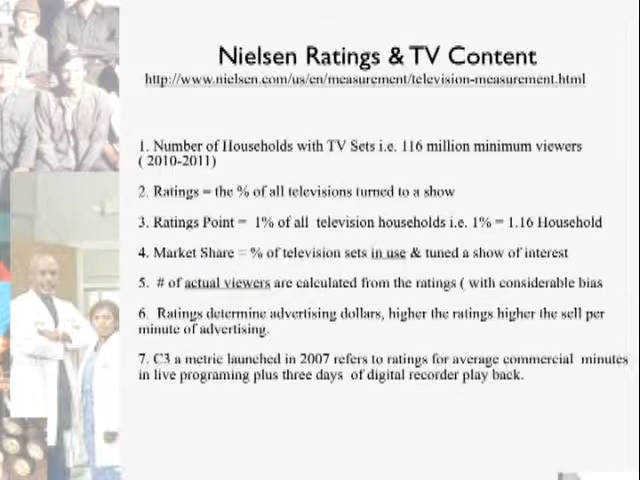 Nielsen Ratings & TV Content
http://www.nielsen.com/us/en/measurement/television-measurement.html
1. Number of Households with TV Sets i.e. 116 million minimum viewers
( 2010-2011)
2. Ratings = the % of all televisions turned to a show
3. Ratings Point = 1% of all television households i.e. 1% = 1.16 Household
4. Market Share = % of television sets in use & tuned a show of interest
5. # of actual viewers are calculated from the ratings ( with considerable bias
6. Ratings determine advertising dollars, higher the ratings higher the sell per
minute of advertising.
7. C3 a metric launched in 2007 refers to ratings for average commercial minutes
in live programing plus three days of digital recorder play back.